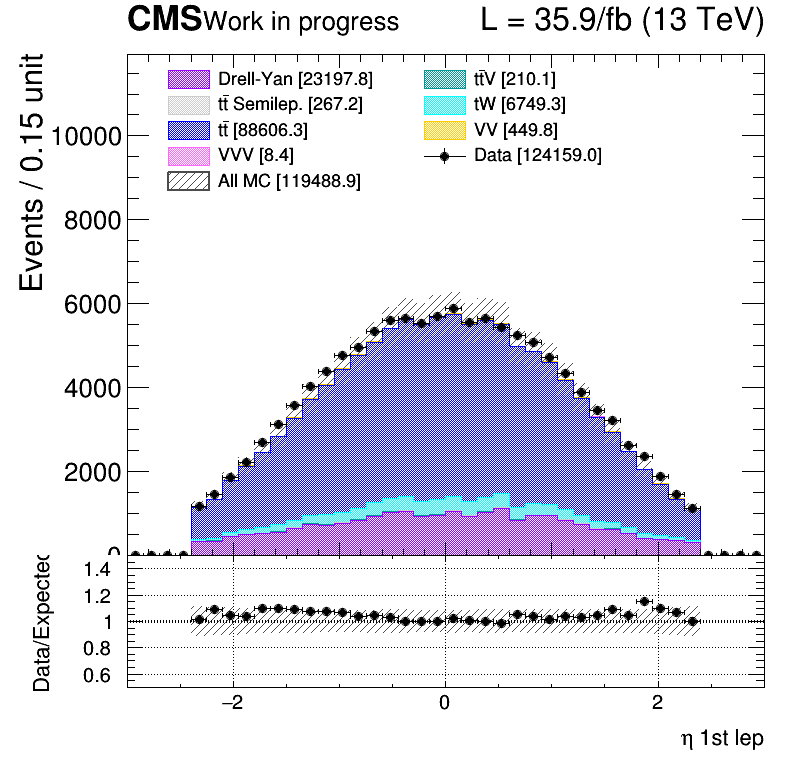 CMS Work in progress L = 35.9/fb (13 TeV)
Events / 0.15 unit
Drell-Yan [23197.8] tt̄V [210.1]
tt̄ Semilep. [267.2] tW [6749.3]
tt̄ [88606.3] VV [449.8]
VVV [8.4] Data [124159.0]
All MC [119488.9]
10000
8000
6000
4000
2000
0
Data/Expected
1.4
1.2
1
0.8
0.6
−2 0 2
η 1st lep